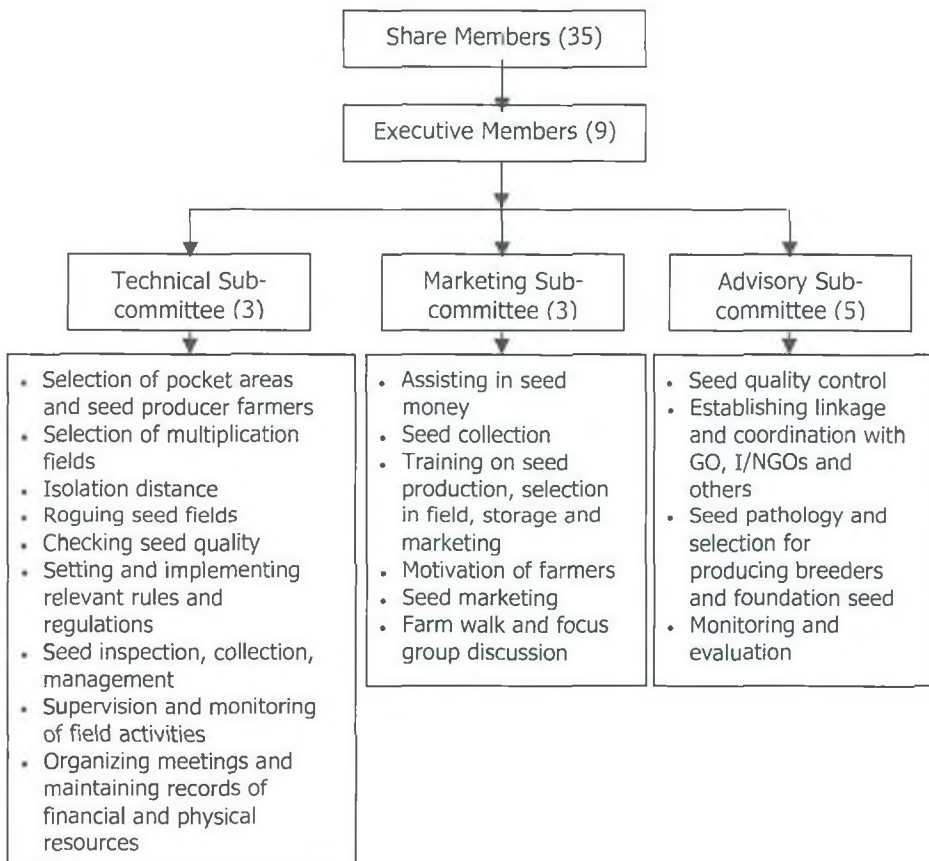 Share Members (35)
Executive Members (9)
Technical Sub-
committee (3)
• Selection of pocket areas
and seed producer farmers
• Selection of multiplication
fields
• Isolation distance
• Roguing seed fields
• Checking seed quality
• Setting and implementing
relevant rules and
regulations
• Seed inspection, collection,
management
• Supervision and monitoring
of field activities
• Organizing meetings and
maintaining records of
financial and physical
resources
Marketing Sub-
committee (3)
• Assisting in seed
money
• Seed collection
• Training on seed
production, selection
in field, storage and
marketing
• Motivation of farmers
• Seed marketing
• Farm walk and focus
group discussion
Advisory Sub-
committee (5)
• Seed quality control
• Establishing linkage
and coordination with
GO, I/NGOs and
others
• Seed pathology and
selection for
producing breeders
and foundation seed
• Monitoring and
evaluation